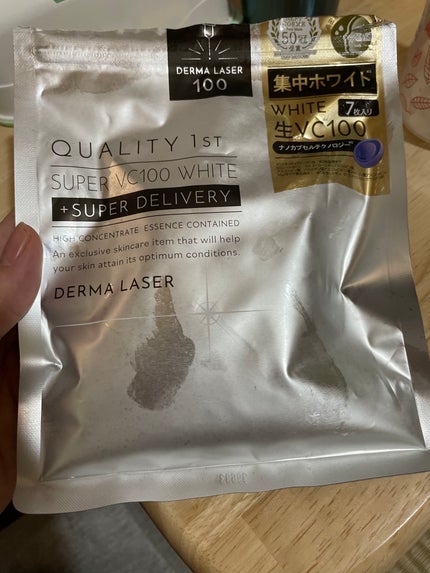 DERMA LASER
100
50
集中ホワイト
WHITE
7枚入り
生VC100
ナノカプセルテクノロジー
QUALITY 1ST
SUPER VC100 WHITE
+SUPER DELIVERY
HIGH CONCENTRATE ESSENCE CONTAINED
An exclusive skincare item that will help
your skin attain its optimum conditions.
DERMA LASER